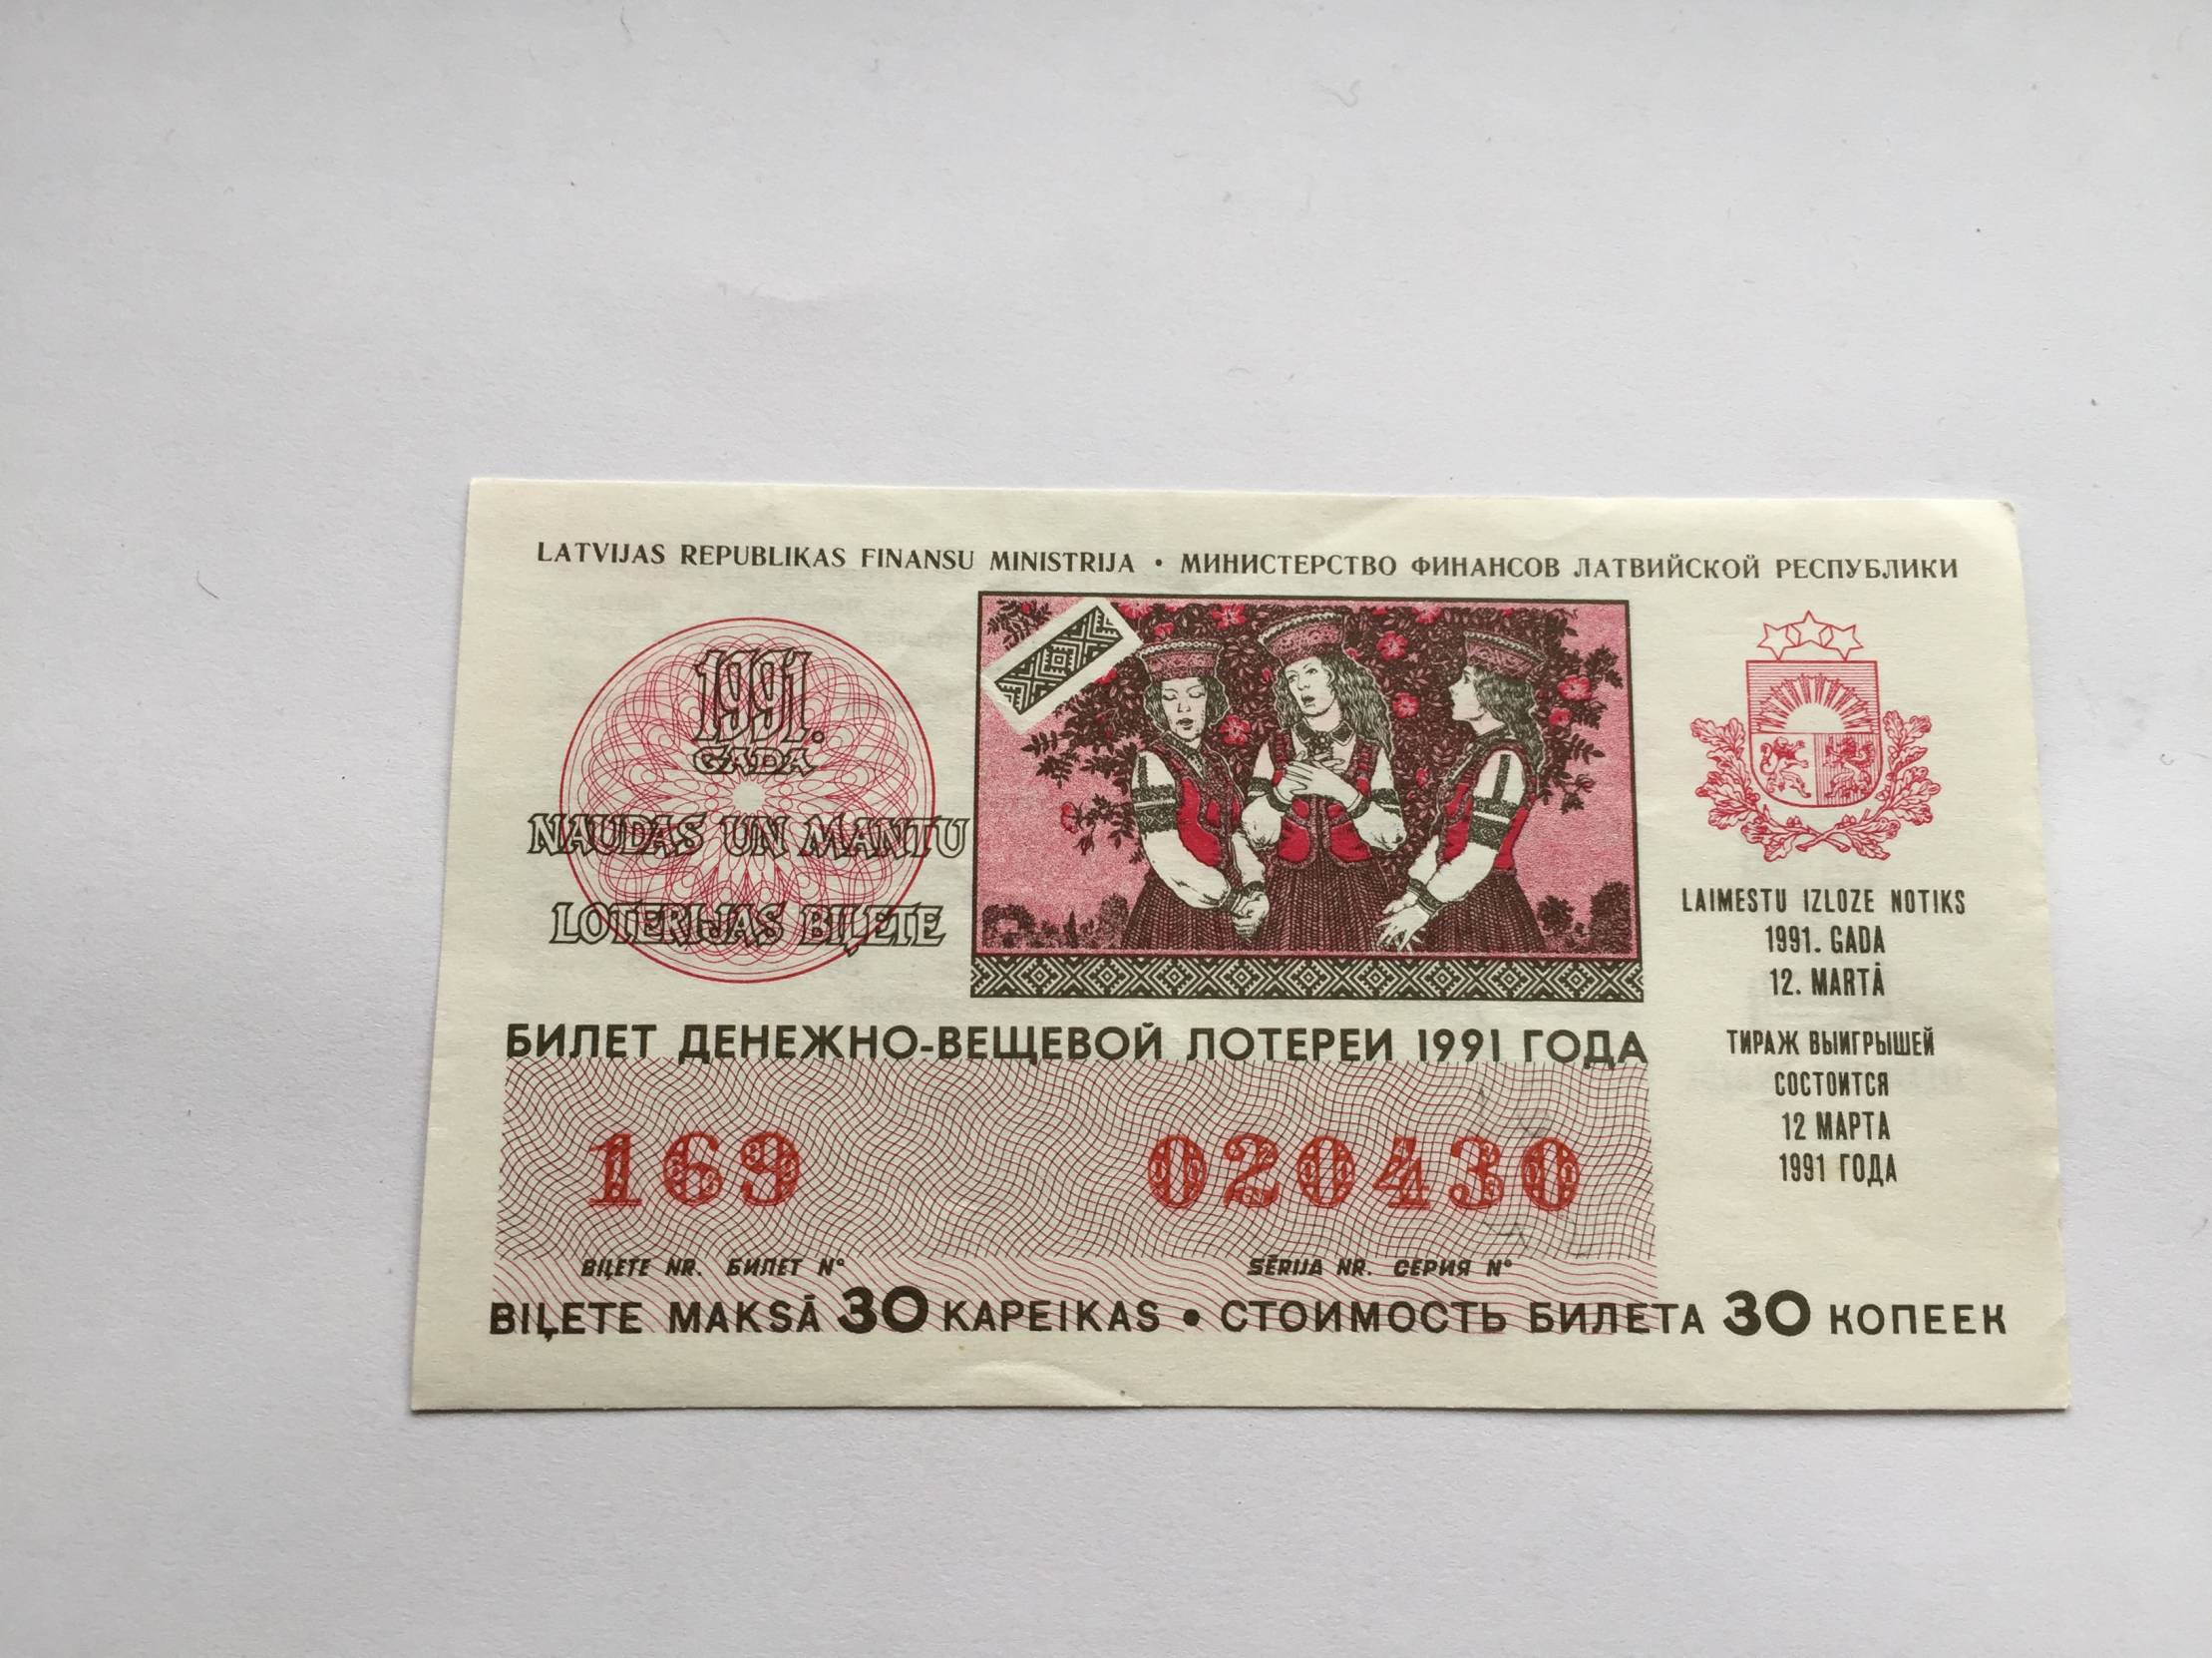 LATVIJAS REPUBLIKAS FINANSU MINISTRIJA • МИНИСТЕРСТВО ФИНАНСОВ ЛАТВИЙСКОЙ РЕСПУБЛИКИ
1991.
GADA
NAUDAS UN MANTU
LOTERIJAS BIĻETE
LAIMESTU IZLOZE NOTIKS
1991. GADA
12. MARTĀ
БИЛЕТ ДЕНЕЖНО-ВЕЩЕВОЙ ЛОТЕРЕИ 1991 ГОДА
ТИРАЖ ВЫИГРЫШЕЙ
СОСТОИТСЯ
12 МАРТА
1991 ГОДА
169 020430
BIĻETE NR. БИЛЕТ № SĒRIJA NR. СЕРИЯ №
BIĻETE MAKSĀ 30 KAPEIKAS • СТОИМОСТЬ БИЛЕТА 30 КОПЕЕК